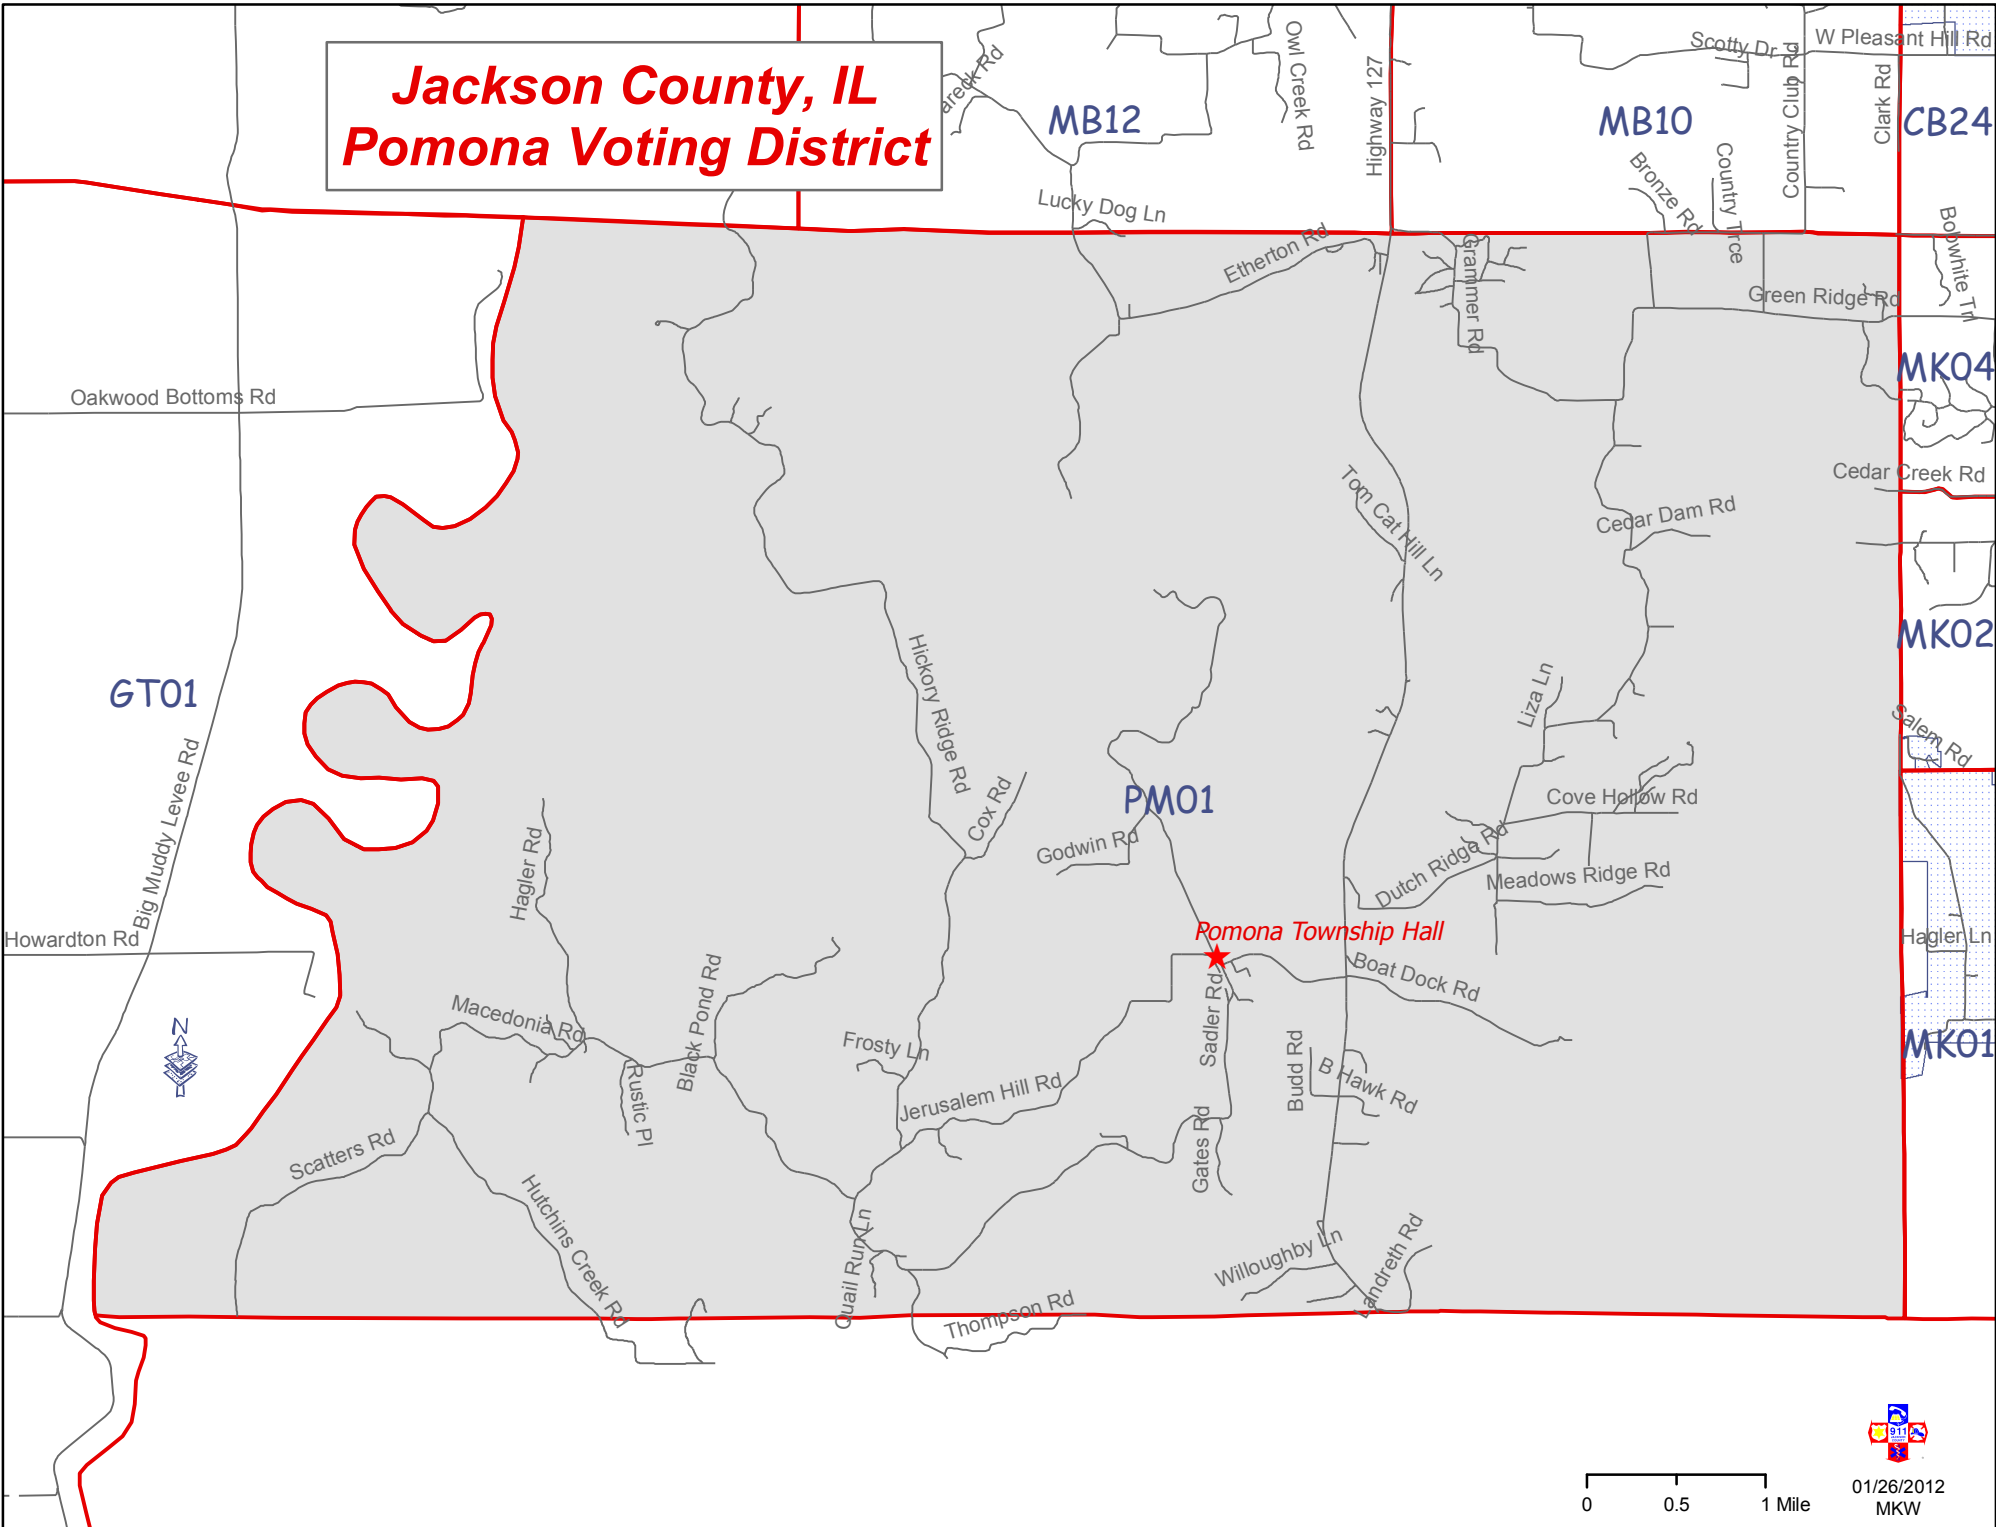 Jackson County, IL
Pomona Voting District
Owl Creek Rd
Highway 127
Scotty Dr
W Pleasant Hill Rd
Country Club Rd
Clark Rd
MB12
MB10
CB24
Bronze Rd
Country Trce
Lucky Dog Ln
Etherton Rd
Grammer Rd
Bobwhite Trl
Green Ridge Rd
MK04
Oakwood Bottoms Rd
Cedar Creek Rd
Tom Cat Hill Ln
Cedar Dam Rd
MK02
GT01
Hickory Ridge Rd
Liza Ln
Salem Rd
Big Muddy Levee Rd
PM01
Cox Rd
Cove Hollow Rd
Godwin Rd
Dutch Ridge Rd
Hagler Rd
Meadows Ridge Rd
Howardton Rd
Pomona Township Hall
Hagler Ln
Boat Dock Rd
Black Pond Rd
Macedonia Rd
Sadler Rd
N
Frosty Ln
Budd Rd
MK01
B Hawk Rd
Rustic Pl
Jerusalem Hill Rd
Scatters Rd
Gates Rd
Hutchins Creek Rd
Quail Run Ln
Willoughby Ln
Landreth Rd
Thompson Rd
911
0 0.5 1 Mile
01/26/2012
MKW